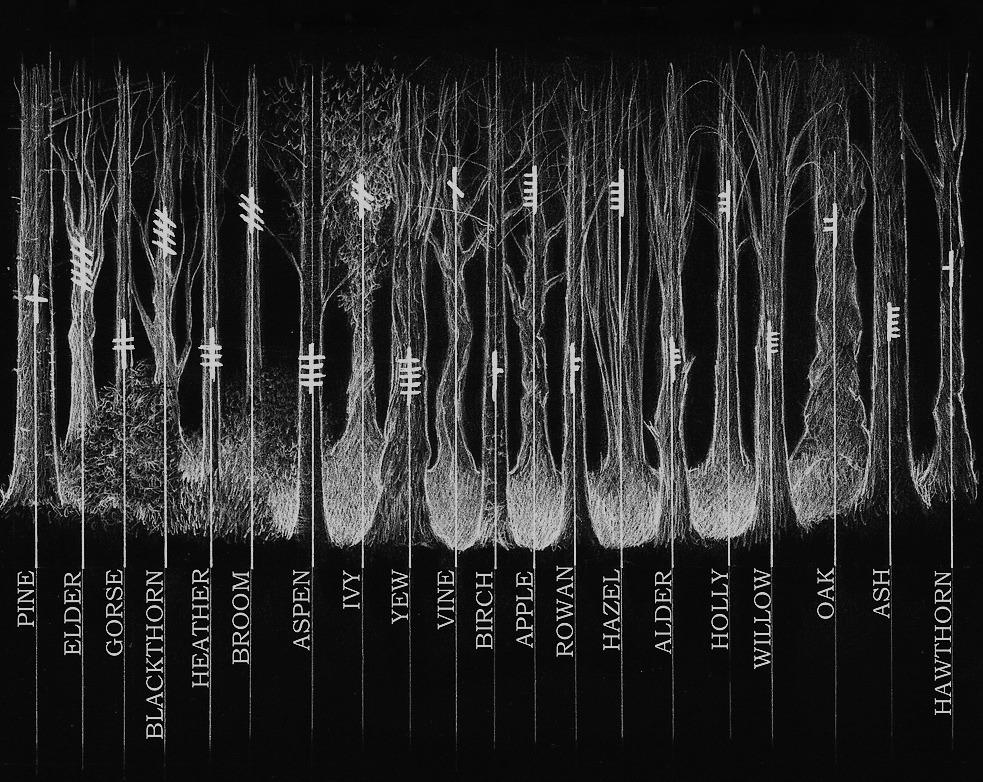 PINE
ELDER
GORSE
BLACKTHORN
HEATHER
BROOM
ASPEN
IVY
YEW
VINE
BIRCH
APPLE
ROWAN
HAZEL
ALDER
HOLLY
WILLOW
OAK
ASH
HAWTHORN